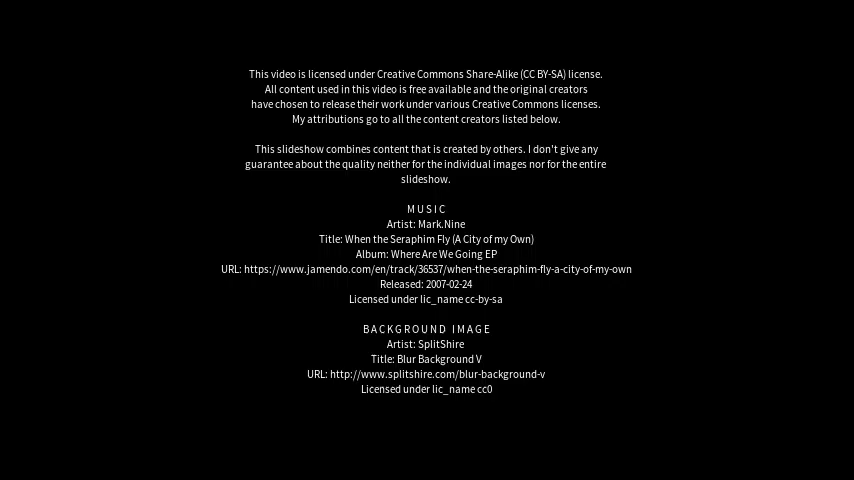 This video is licensed under Creative Commons Share-Alike (CC BY-SA) license.
All content used in this video is free available and the original creators
have chosen to release their work under various Creative Commons licenses.
My attributions go to all the content creators listed below.
This slideshow combines content that is created by others. I don't give any
guarantee about the quality neither for the individual images nor for the entire
slideshow.
MUSIC
Artist: Mark.Nine
Title: When the Seraphim Fly (A City of my Own)
Album: Where Are We Going EP
URL: https://www.jamendo.com/en/track/36537/when-the-seraphim-fly-a-city-of-my-own
Released: 2007-02-24
Licensed under lic_name cc-by-sa
BACKGROUND IMAGE
Artist: SplitShire
Title: Blur Background V
URL: http://www.splitshire.com/blur-background-v
Licensed under lic_name cc0